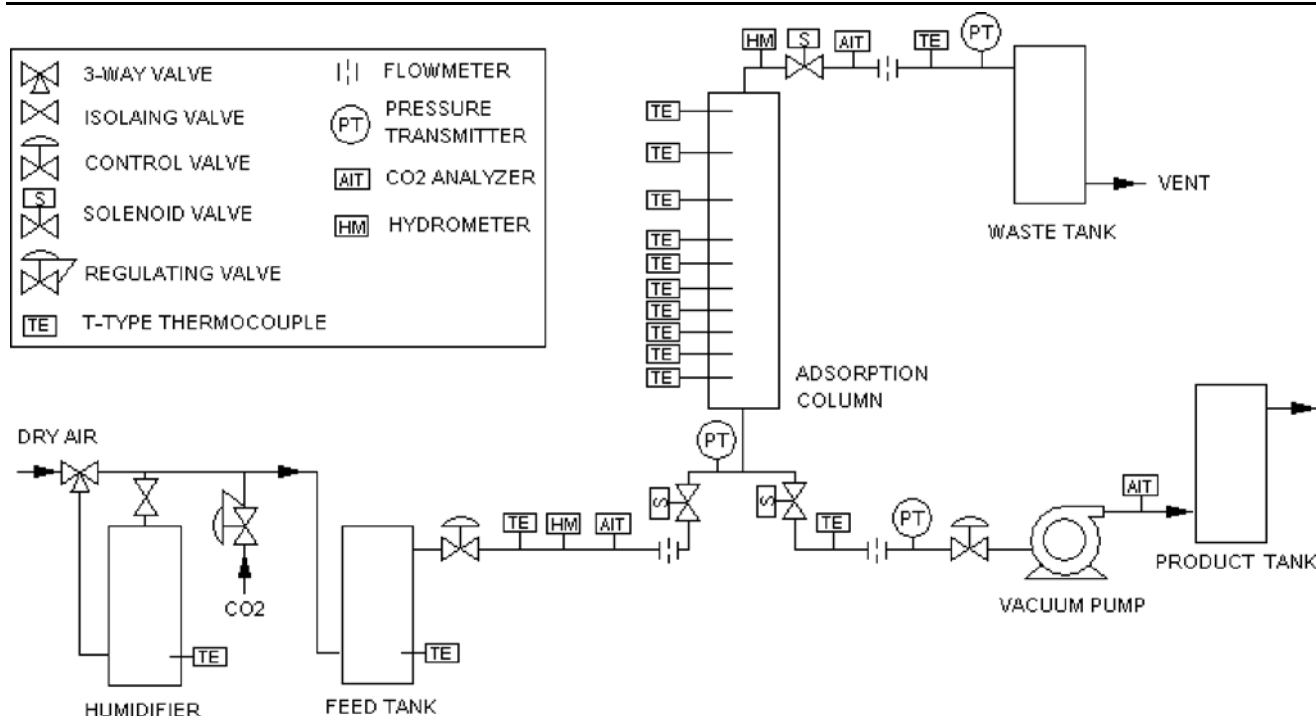 3-WAY VALVE
ISOLAING VALVE
CONTROL VALVE
S
SOLENOID VALVE
REGULATING VALVE
TE T-TYPE THERMOCOUPLE
FLOWMETER
PT PRESSURE
TRANSMITTER
AIT CO2 ANALYZER
HM HYDROMETER
HM
S
AIT
TE
PT
VENT
WASTE TANK
TE
TE
TE
TE
TE
TE
TE
TE
TE
TE
ADSORPTION
COLUMN
PT
DRY AIR
CO2
TE
HUMIDIFIER
TE
FEED TANK
TE
HM
AIT
S
S
TE
PT
VACUUM PUMP
AIT
PRODUCT TANK